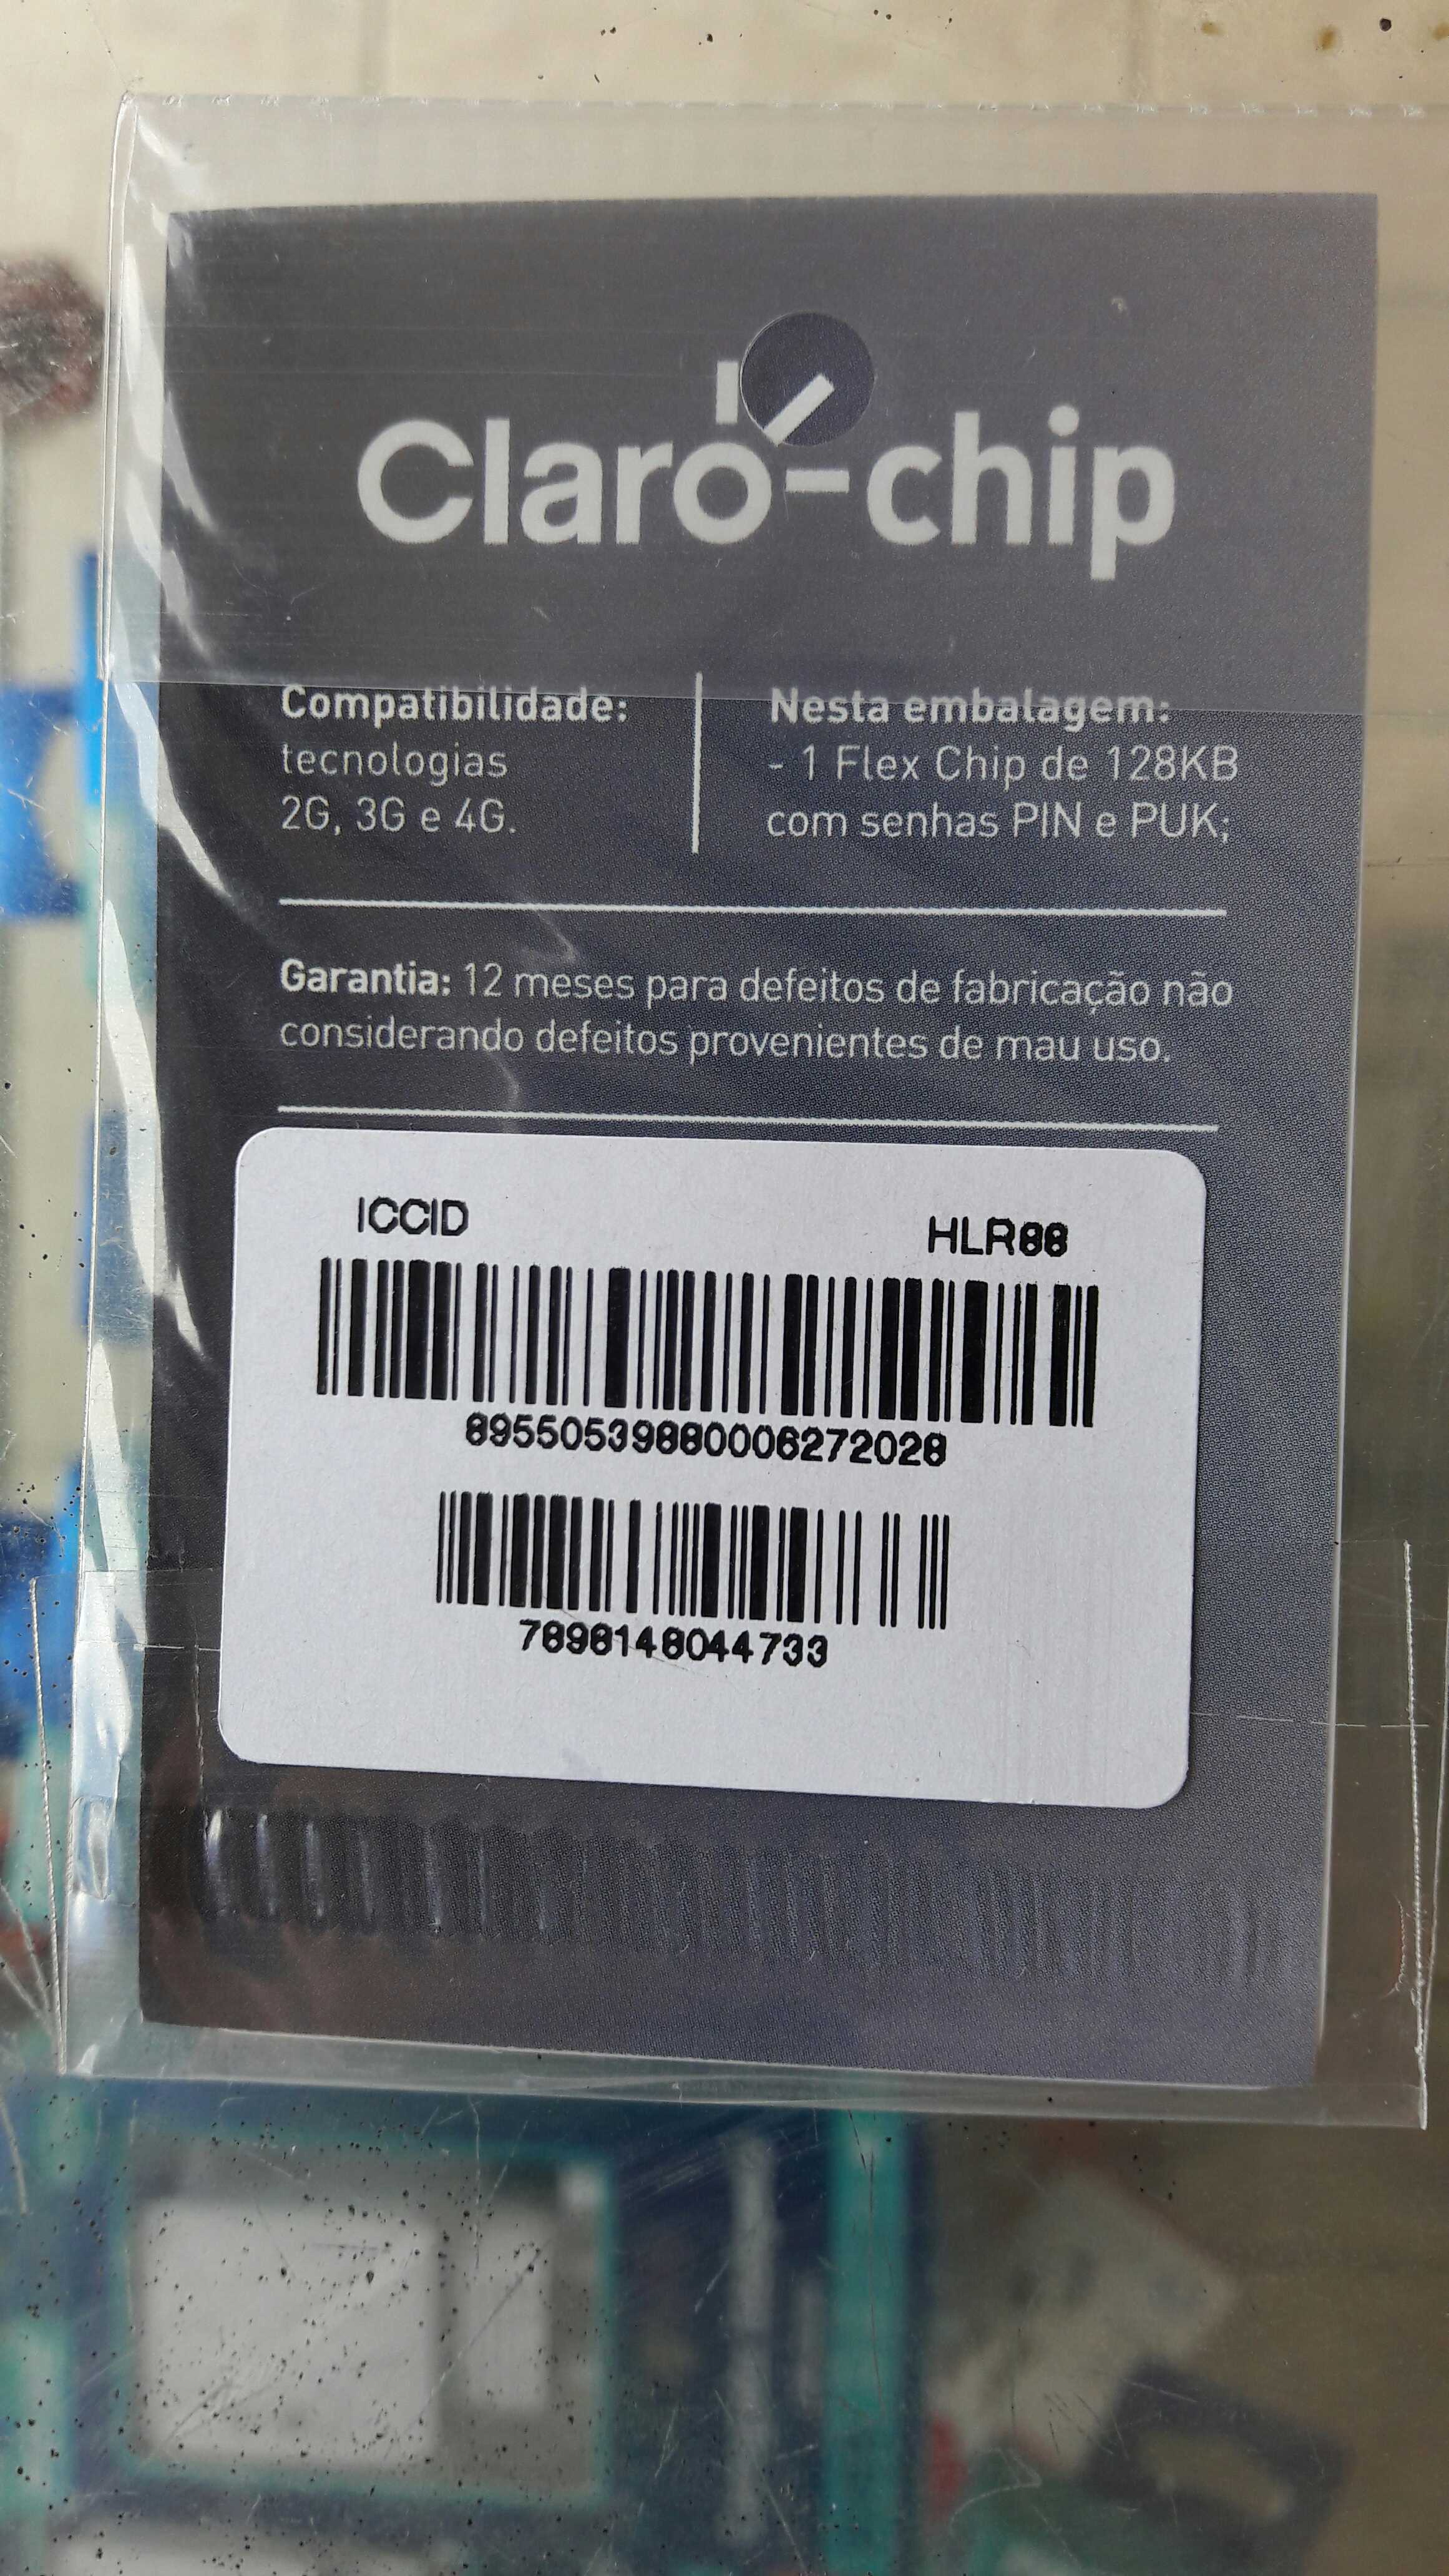 Claro-chip
Compatibilidade:
tecnologias
2G, 3G e 4G.
Nesta embalagem:
- 1 Flex Chip de 128KB
com senhas PIN e PUK;
Garantia: 12 meses para defeitos de fabricação não
considerando defeitos provenientes de mau uso.
ICCID
HLR88
89550539880006272028
7898148044733